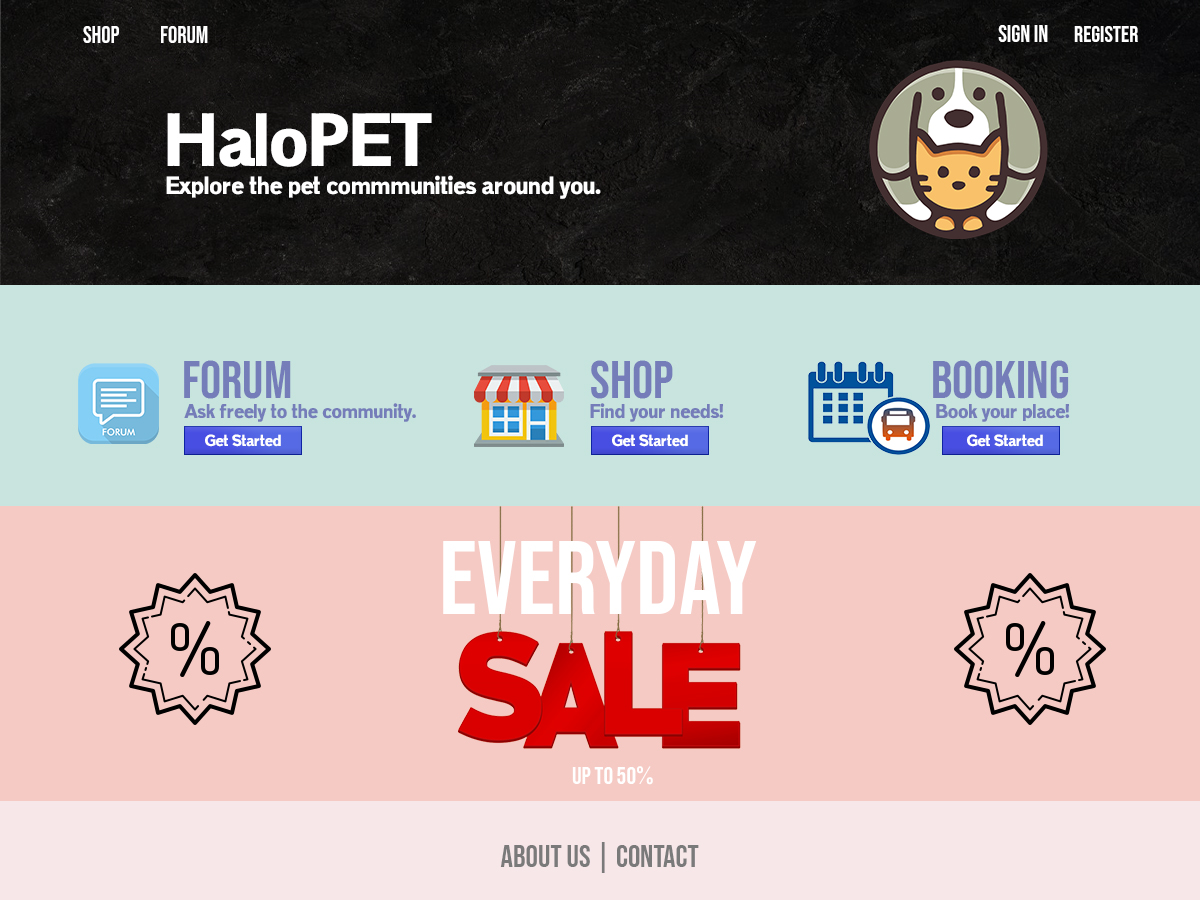 SHOP FORUM SIGN IN REGISTER
HaloPET
Explore the pet commmunities around you.
FORUM
Ask freely to the community.
Get Started
FORUM
SHOP
Find your needs!
Get Started
BOOKING
Book your place!
Get Started
EVERYDAY
SALE
%
%
UP TO 50%
ABOUT US | CONTACT